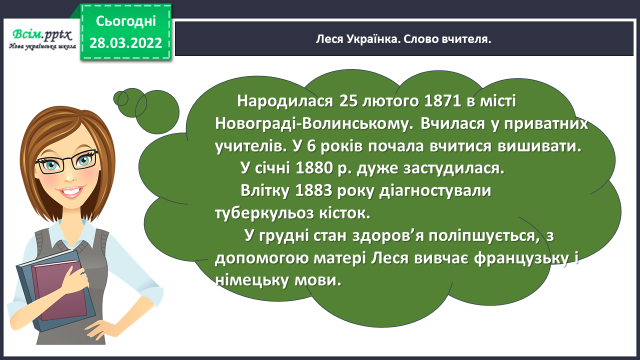 Всім.pptx
Нова українська школа
Сьогодні
28.03.2022
Леся Українка. Слово вчителя.
Народилася 25 лютого 1871 в місті
Новограді-Волинському. Вчилася у приватних
учителів. У 6 років почала вчитися вишивати.
У січні 1880 р. дуже застудилася.
Влітку 1883 року діагностували
туберкульоз кісток.
У грудні стан здоров’я поліпшується, з
допомогою матері Леся вивчає французьку і
німецьку мови.